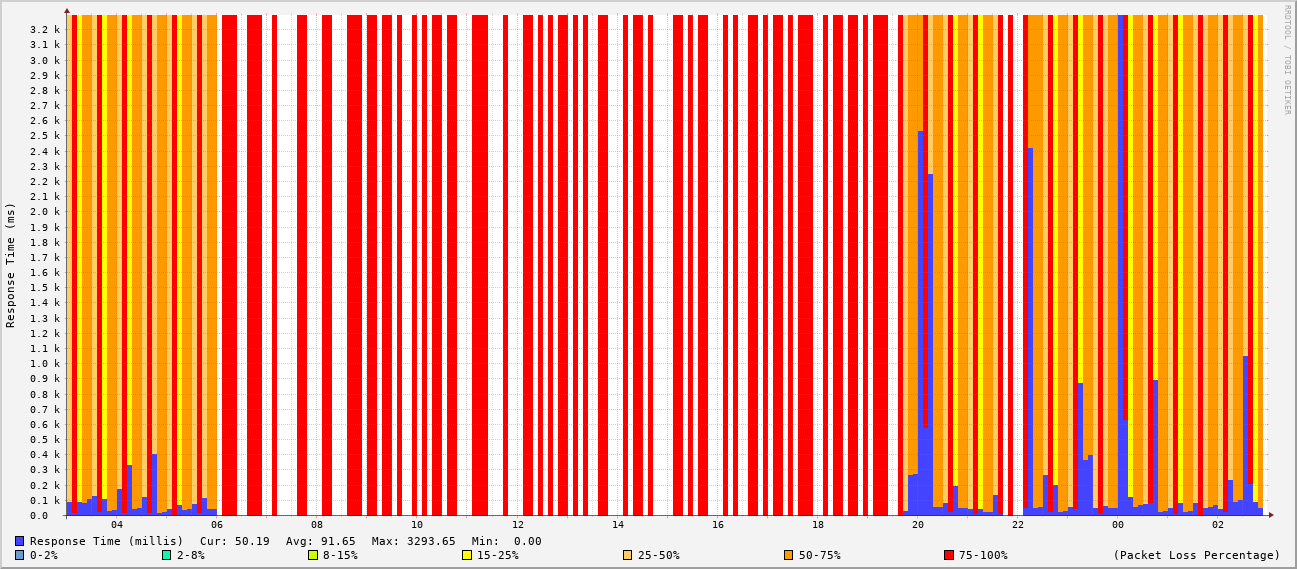 RRDTOOL / TOBI OETIKER
Response Time (ms)
3.2 k
3.1 k
3.0 k
2.9 k
2.8 k
2.7 k
2.6 k
2.5 k
2.4 k
2.3 k
2.2 k
2.1 k
2.0 k
1.9 k
1.8 k
1.7 k
1.6 k
1.5 k
1.4 k
1.3 k
1.2 k
1.1 k
1.0 k
0.9 k
0.8 k
0.7 k
0.6 k
0.5 k
0.4 k
0.3 k
0.2 k
0.1 k
0.0
04 06 08 10 12 14 16 18 20 22 00 02
Response Time (millis) Cur: 50.19 Avg: 91.65 Max: 3293.65 Min: 0.00
0-2% 2-8% 8-15% 15-25% 25-50% 50-75% 75-100% (Packet Loss Percentage)